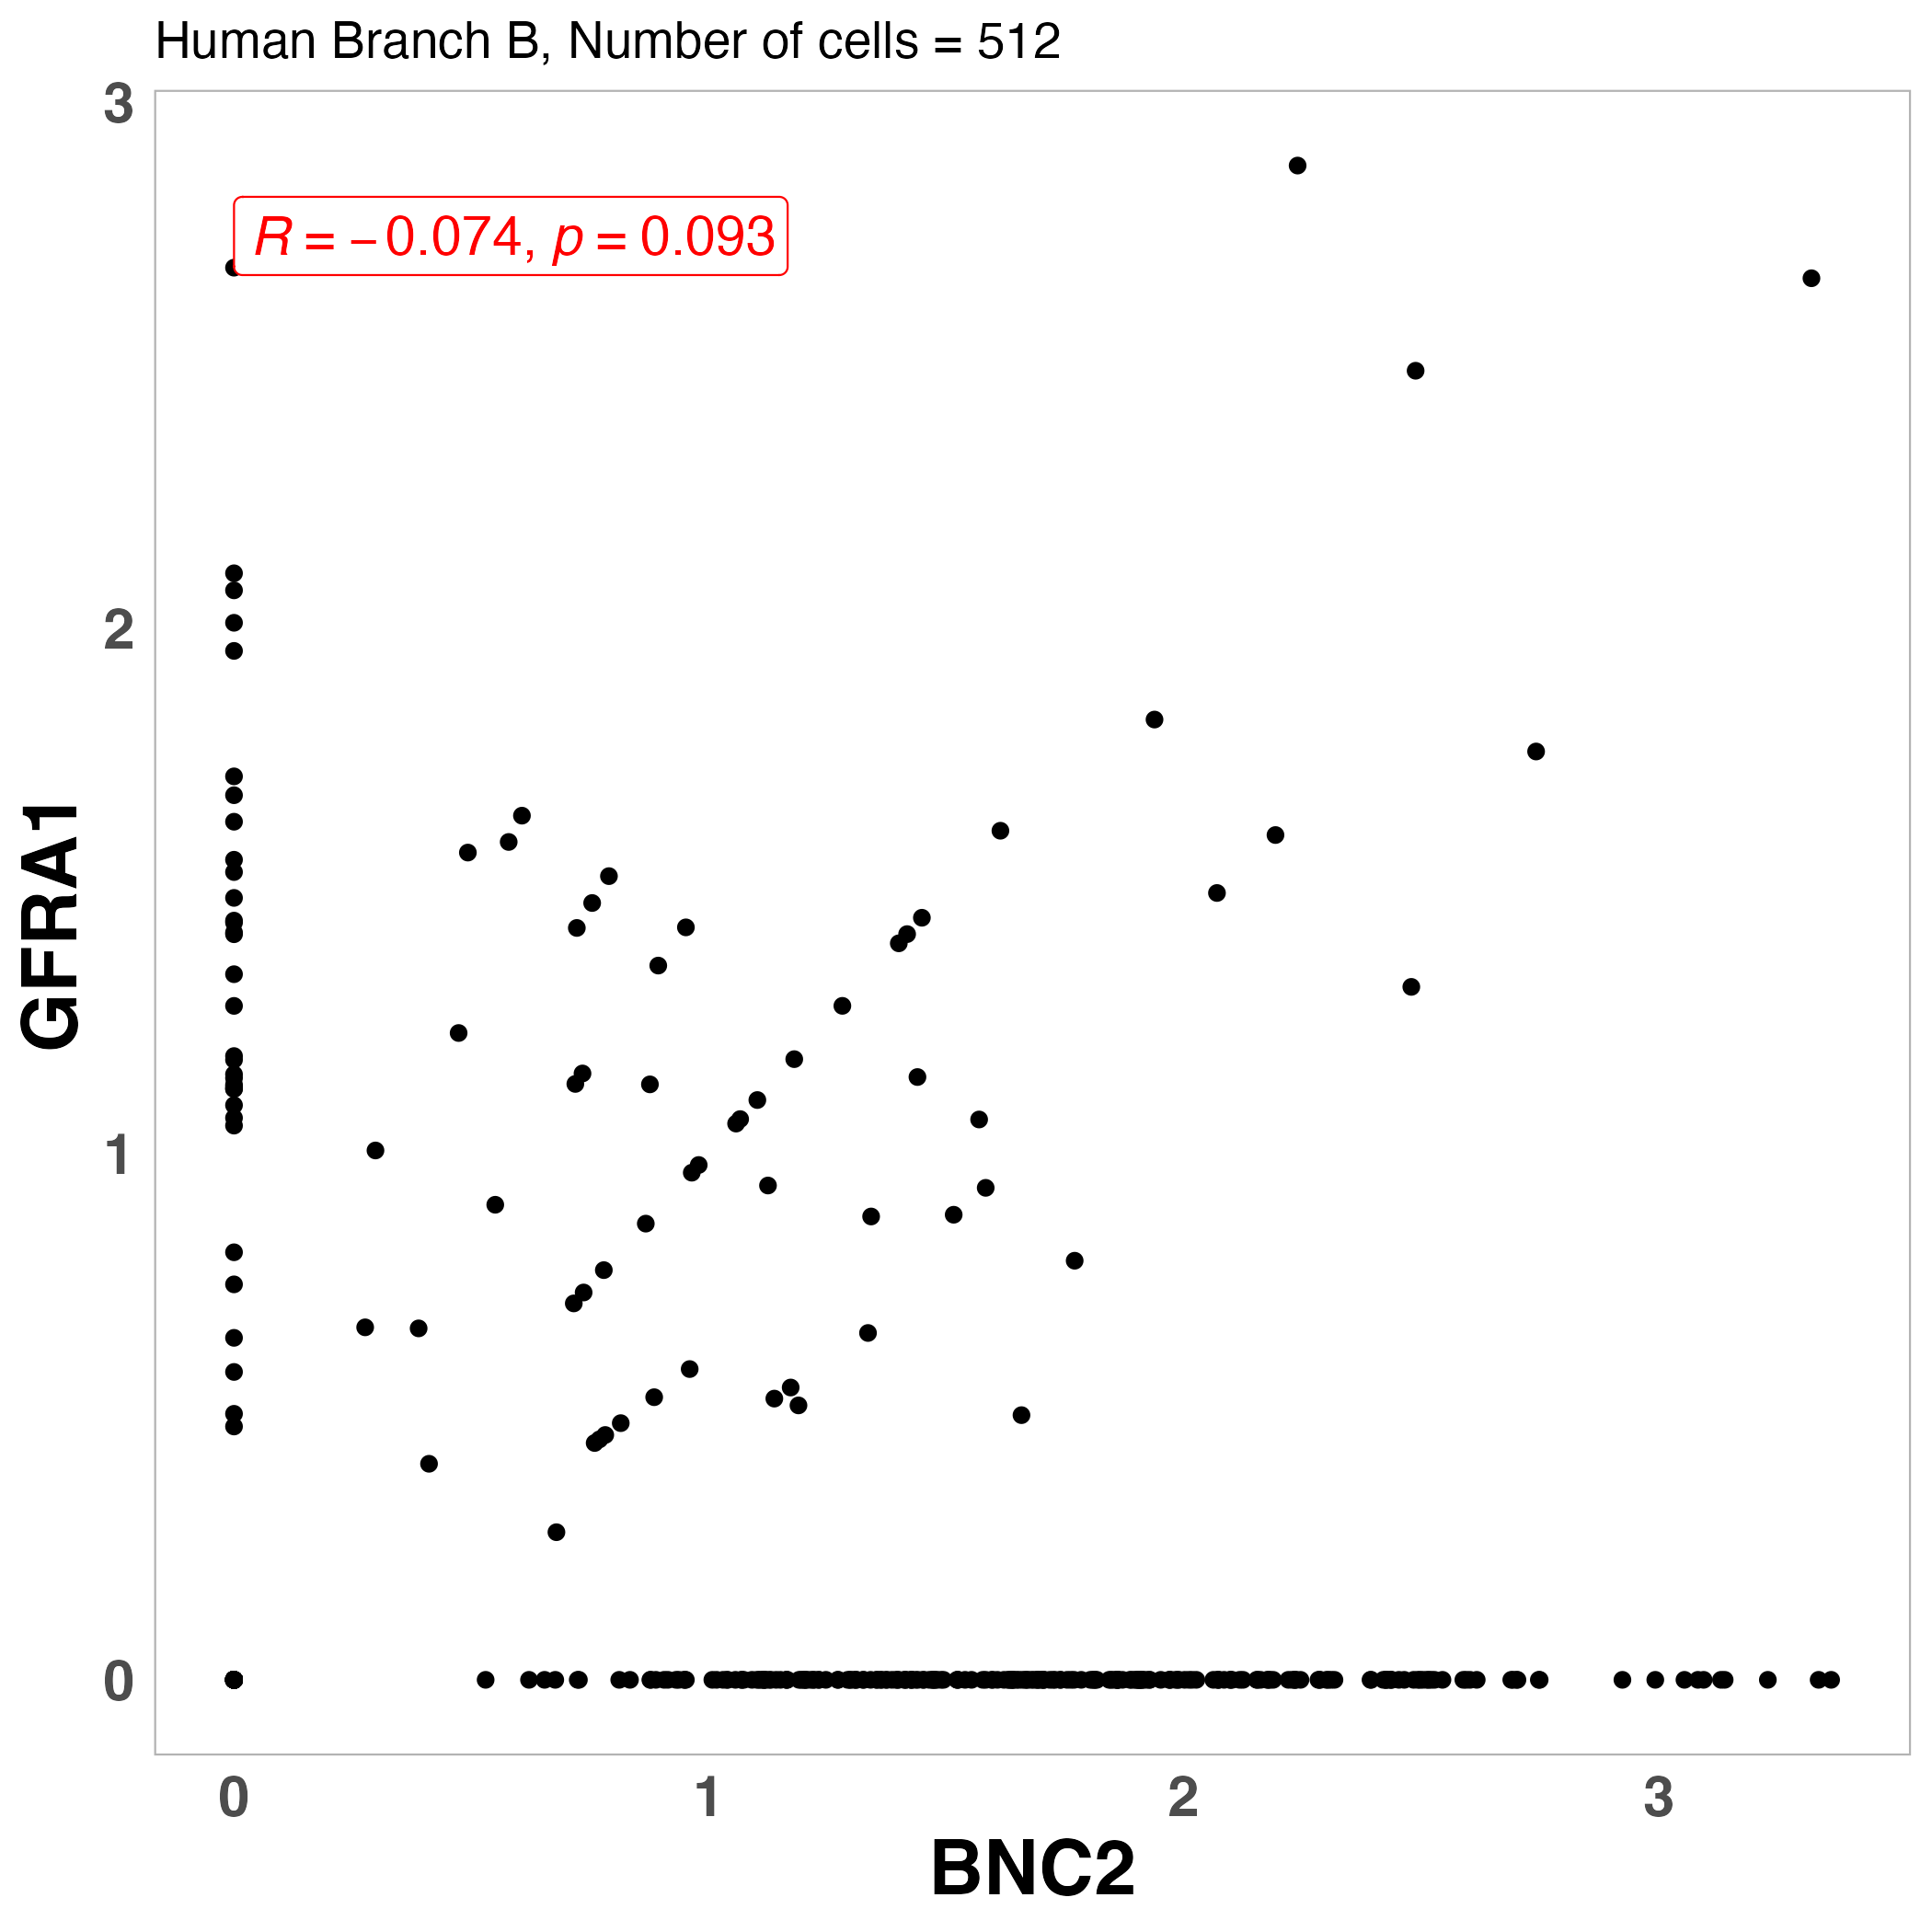 Human Branch B, Number of cells = 512
3
R = −0.074, p = 0.093
2
GFRA1
1
0
0 1 2 3
BNC2